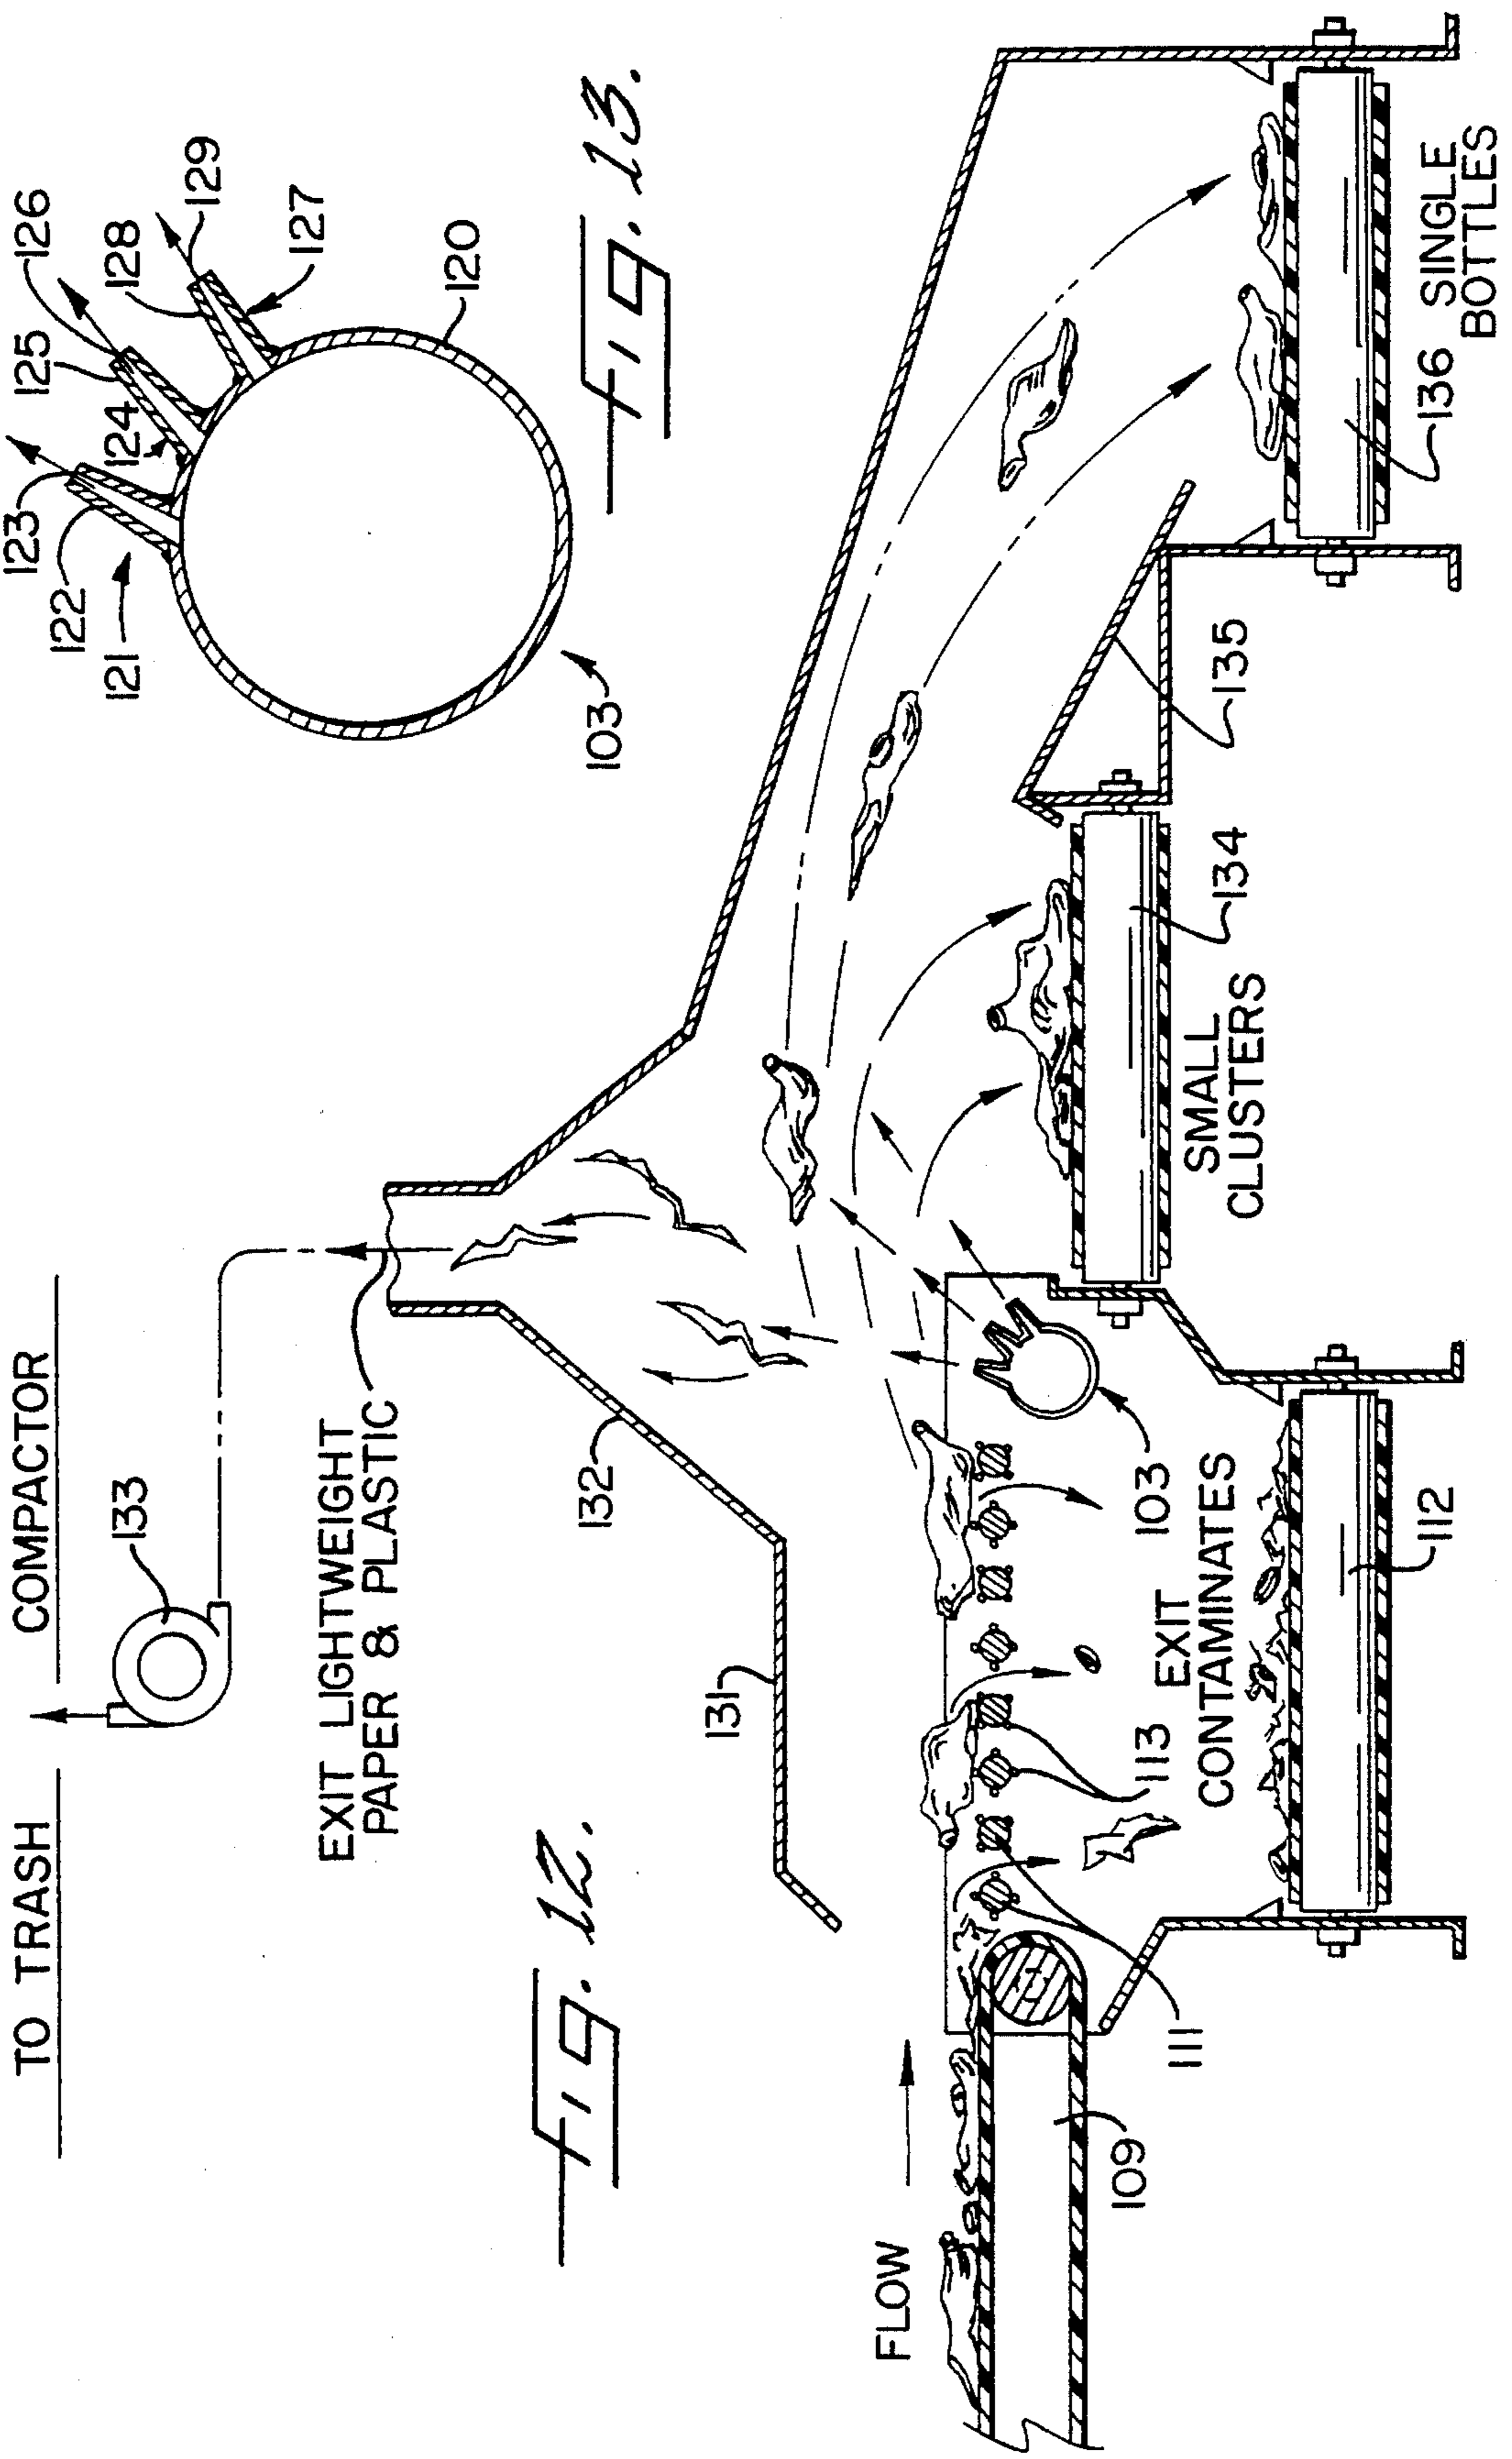 TO TRASH COMPACTOR
133
EXIT LIGHTWEIGHT
PAPER & PLASTIC
132
131
Fig. 12.
FLOW
109
111
113
EXIT
CONTAMINATES
112
103
SMALL
CLUSTERS
134
135
136
SINGLE
BOTTLES
123
122
121
124
125
126
128
129
127
120
103
Fig. 13.